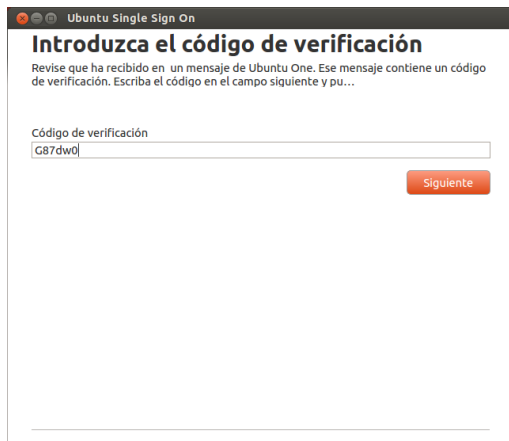 Ubuntu Single Sign On
Introduzca el código de verificación
Revise que ha recibido en un mensaje de Ubuntu One. Ese mensaje contiene un código
de verificación. Escriba el código en el campo siguiente y pu…
Código de verificación
G87dw0
Siguiente